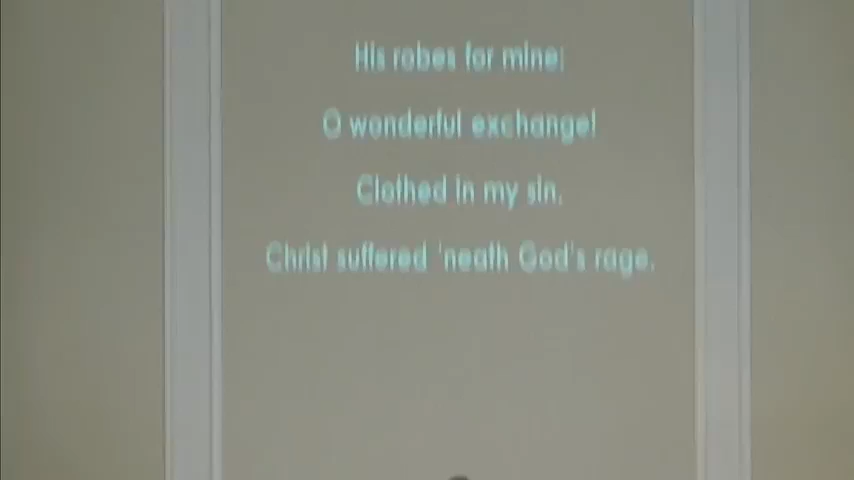 His robes for mine:
O wonderful exchange!
Clothed in my sin,
Christ suffered 'neath God's rage.